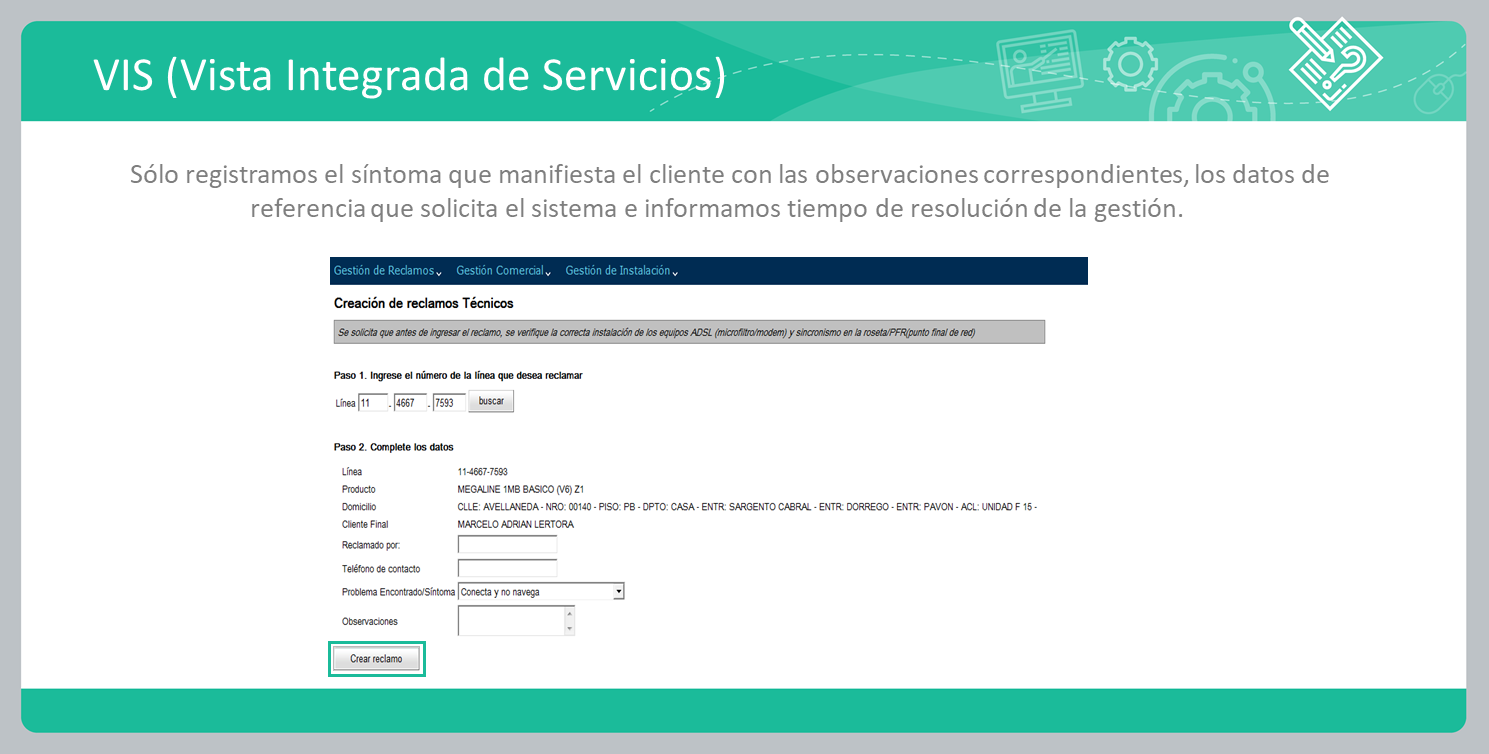 VIS (Vista Integrada de Servicios)
Sólo registramos el síntoma que manifiesta el cliente con las observaciones correspondientes, los datos de
referencia que solicita el sistema e informamos tiempo de resolución de la gestión.
Gestión de Reclamos Gestión Comercial Gestión de Instalación
Creación de reclamos Técnicos
Se solicita que antes de ingresar el reclamo, se verifique la correcta instalación de los equipos ADSL (microfiltro/modem) y sincronismo en la roseta/PFR(punto final de red)
Paso 1. Ingrese el número de la línea que desea reclamar
Línea 11 . 4667 . 7593 buscar
Paso 2. Complete los datos
Línea 11-4667-7593
Producto MEGALINE 1MB BASICO (V6) Z1
Domicilio CLLE: AVELLANEDA - NRO: 00140 - PISO: PB - DPTO: CASA - ENTR: SARGENTO CABRAL - ENTR: DORREGO - ENTR: PAVON - ACL: UNIDAD F 15 -
Cliente Final MARCELO ADRIAN LERTORA
Reclamado por:
Teléfono de contacto
Problema Encontrado/Síntoma Conecta y no navega
Observaciones
Crear reclamo